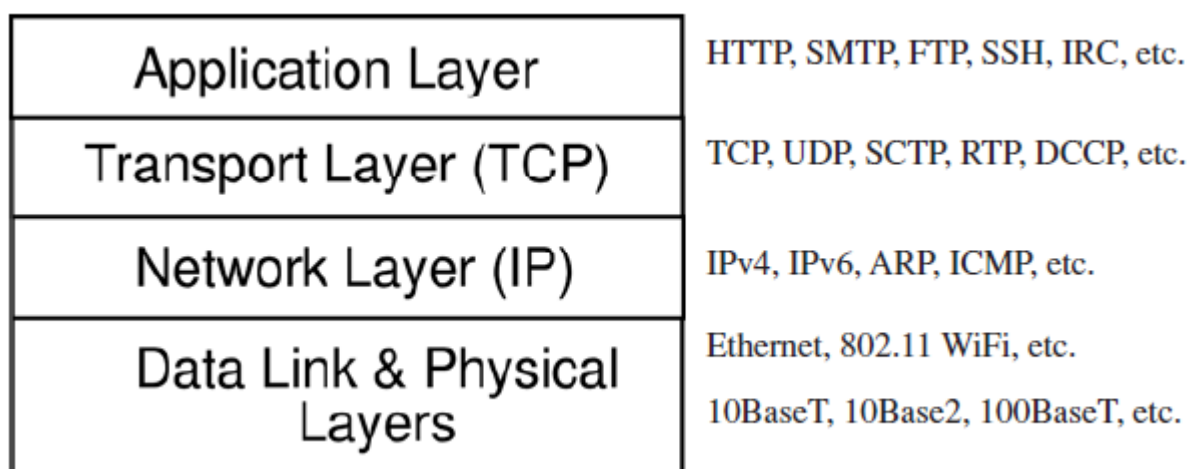 Application Layer
HTTP, SMTP, FTP, SSH, IRC, etc.
Transport Layer (TCP)
TCP, UDP, SCTP, RTP, DCCP, etc.
Network Layer (IP)
IPv4, IPv6, ARP, ICMP, etc.
Data Link & Physical
Layers
Ethernet, 802.11 WiFi, etc.
10BaseT, 10Base2, 100BaseT, etc.